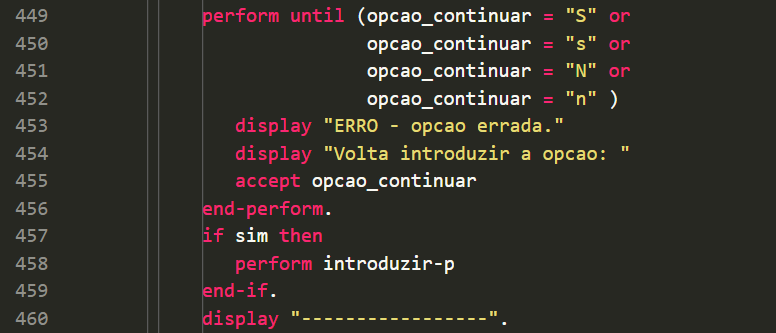 449 perform until (opcao_continuar = "S" or
450 opcao_continuar = "s" or
451 opcao_continuar = "N" or
452 opcao_continuar = "n" )
453 display "ERRO - opcao errada."
454 display "Volta introduzir a opcao: "
455 accept opcao_continuar
456 end-perform.
457 if sim then
458 perform introduzir-p
459 end-if.
460 display "-----------------".